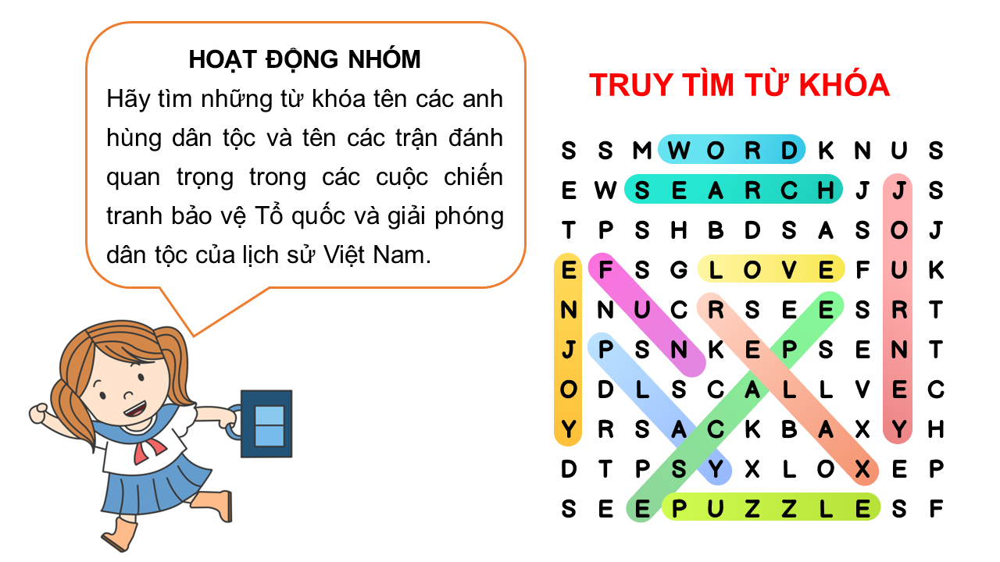 HOẠT ĐỘNG NHÓM
Hãy tìm những từ khóa tên các anh
hùng dân tộc và tên các trận đánh
quan trọng trong các cuộc chiến
tranh bảo vệ Tổ quốc và giải phóng
dân tộc của lịch sử Việt Nam.
TRUY TÌM TỪ KHÓA
S S M W O R D K N U S
E W S E A R C H J J S
T P S H B D S A S O J
E F S G L O V E F U K
N N U C R S E E S R T
J P S N K E P S E N T
O D L S C A L L V E C
Y R S A C K B A X Y H
D T P S Y X L O X E P
S E E P U Z Z L E S F